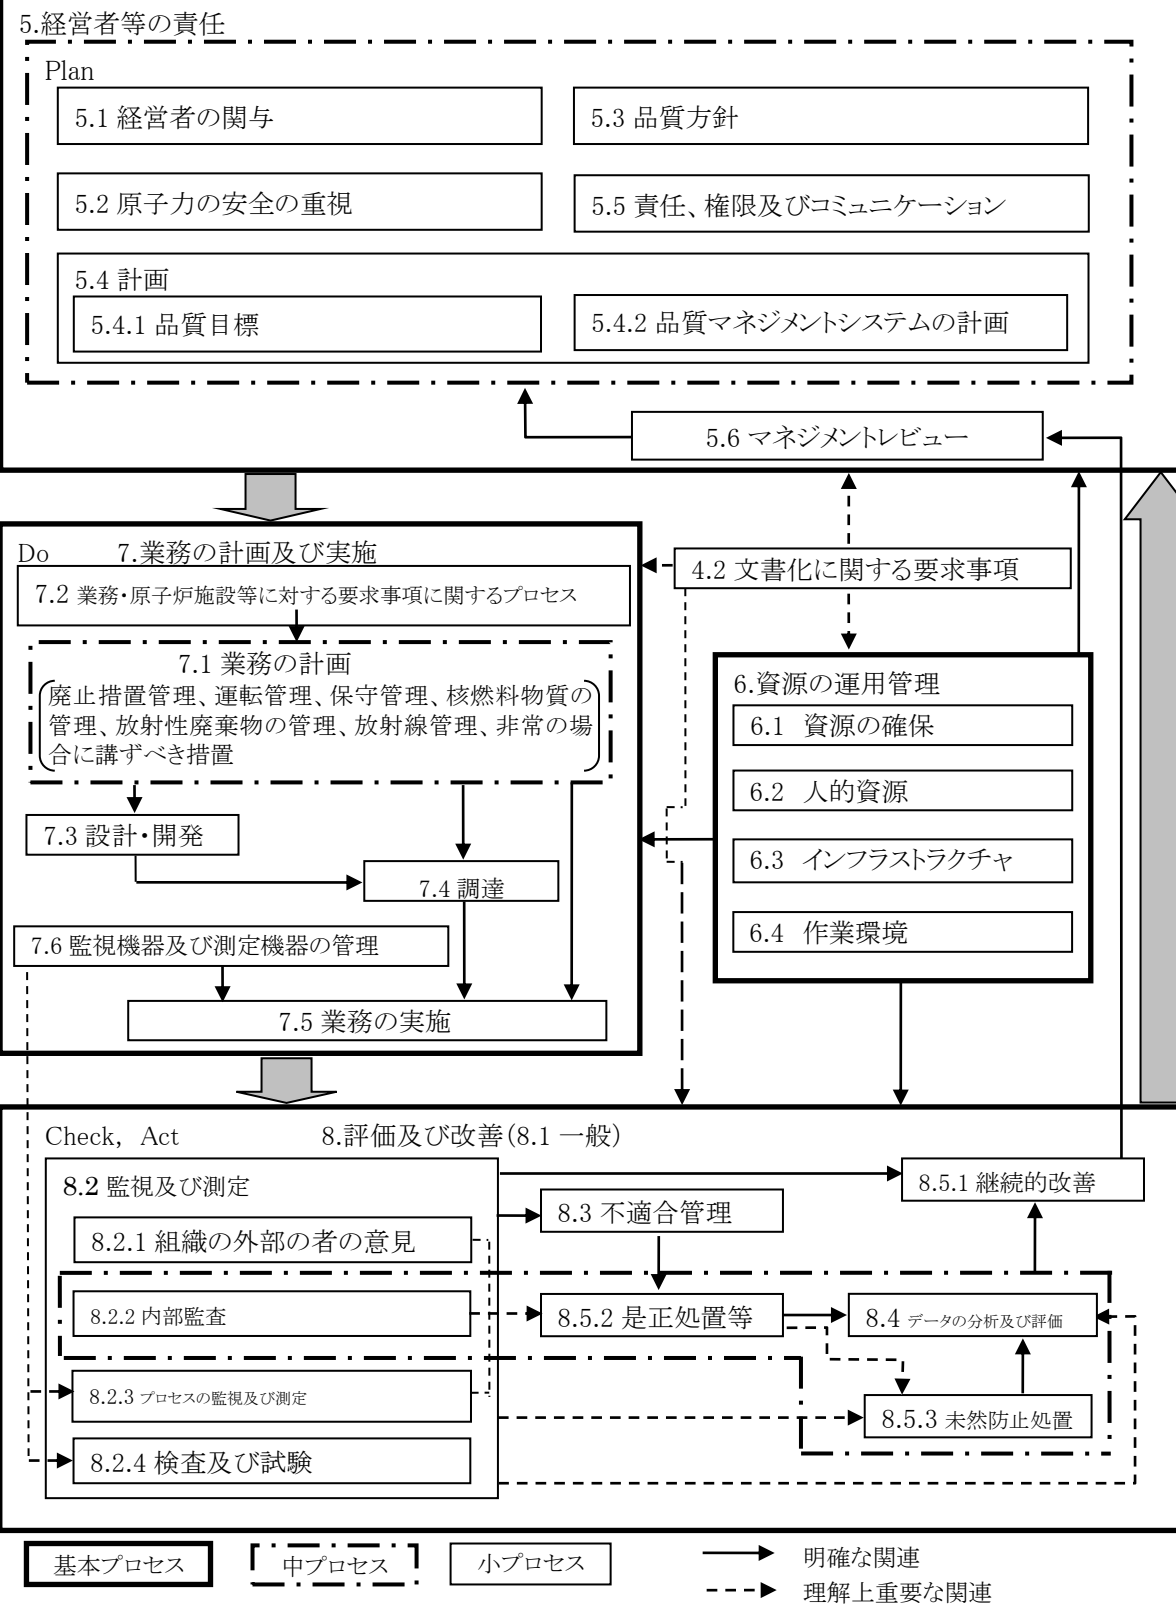 5.経営者等の責任
Plan
5.1 経営者の関与
5.3 品質方針
5.2 原子力の安全の重視
5.5 責任、権限及びコミュニケーション
5.4 計画
5.4.1 品質目標
5.4.2 品質マネジメントシステムの計画
5.6 マネジメントレビュー
Do 7.業務の計画及び実施
7.2 業務・原子炉施設等に対する要求事項に関するプロセス
7.1 業務の計画
廃止措置管理、運転管理、保守管理、核燃料物質の
管理、放射性廃棄物の管理、放射線管理、非常の場
合に講ずべき措置
7.3 設計・開発
7.4 調達
7.6 監視機器及び測定機器の管理
7.5 業務の実施
4.2 文書化に関する要求事項
6.資源の運用管理
6.1 資源の確保
6.2 人的資源
6.3 インフラストラクチャ
6.4 作業環境
Check, Act 8.評価及び改善(8.1 一般)
8.2 監視及び測定
8.2.1 組織の外部の者の意見
8.2.2 内部監査
8.2.3 プロセスの監視及び測定
8.2.4 検査及び試験
8.3 不適合管理
8.5.1 継続的改善
8.5.2 是正処置等
8.4 データの分析及び評価
8.5.3 未然防止処置
基本プロセス
中プロセス
小プロセス
明確な関連
理解上重要な関連